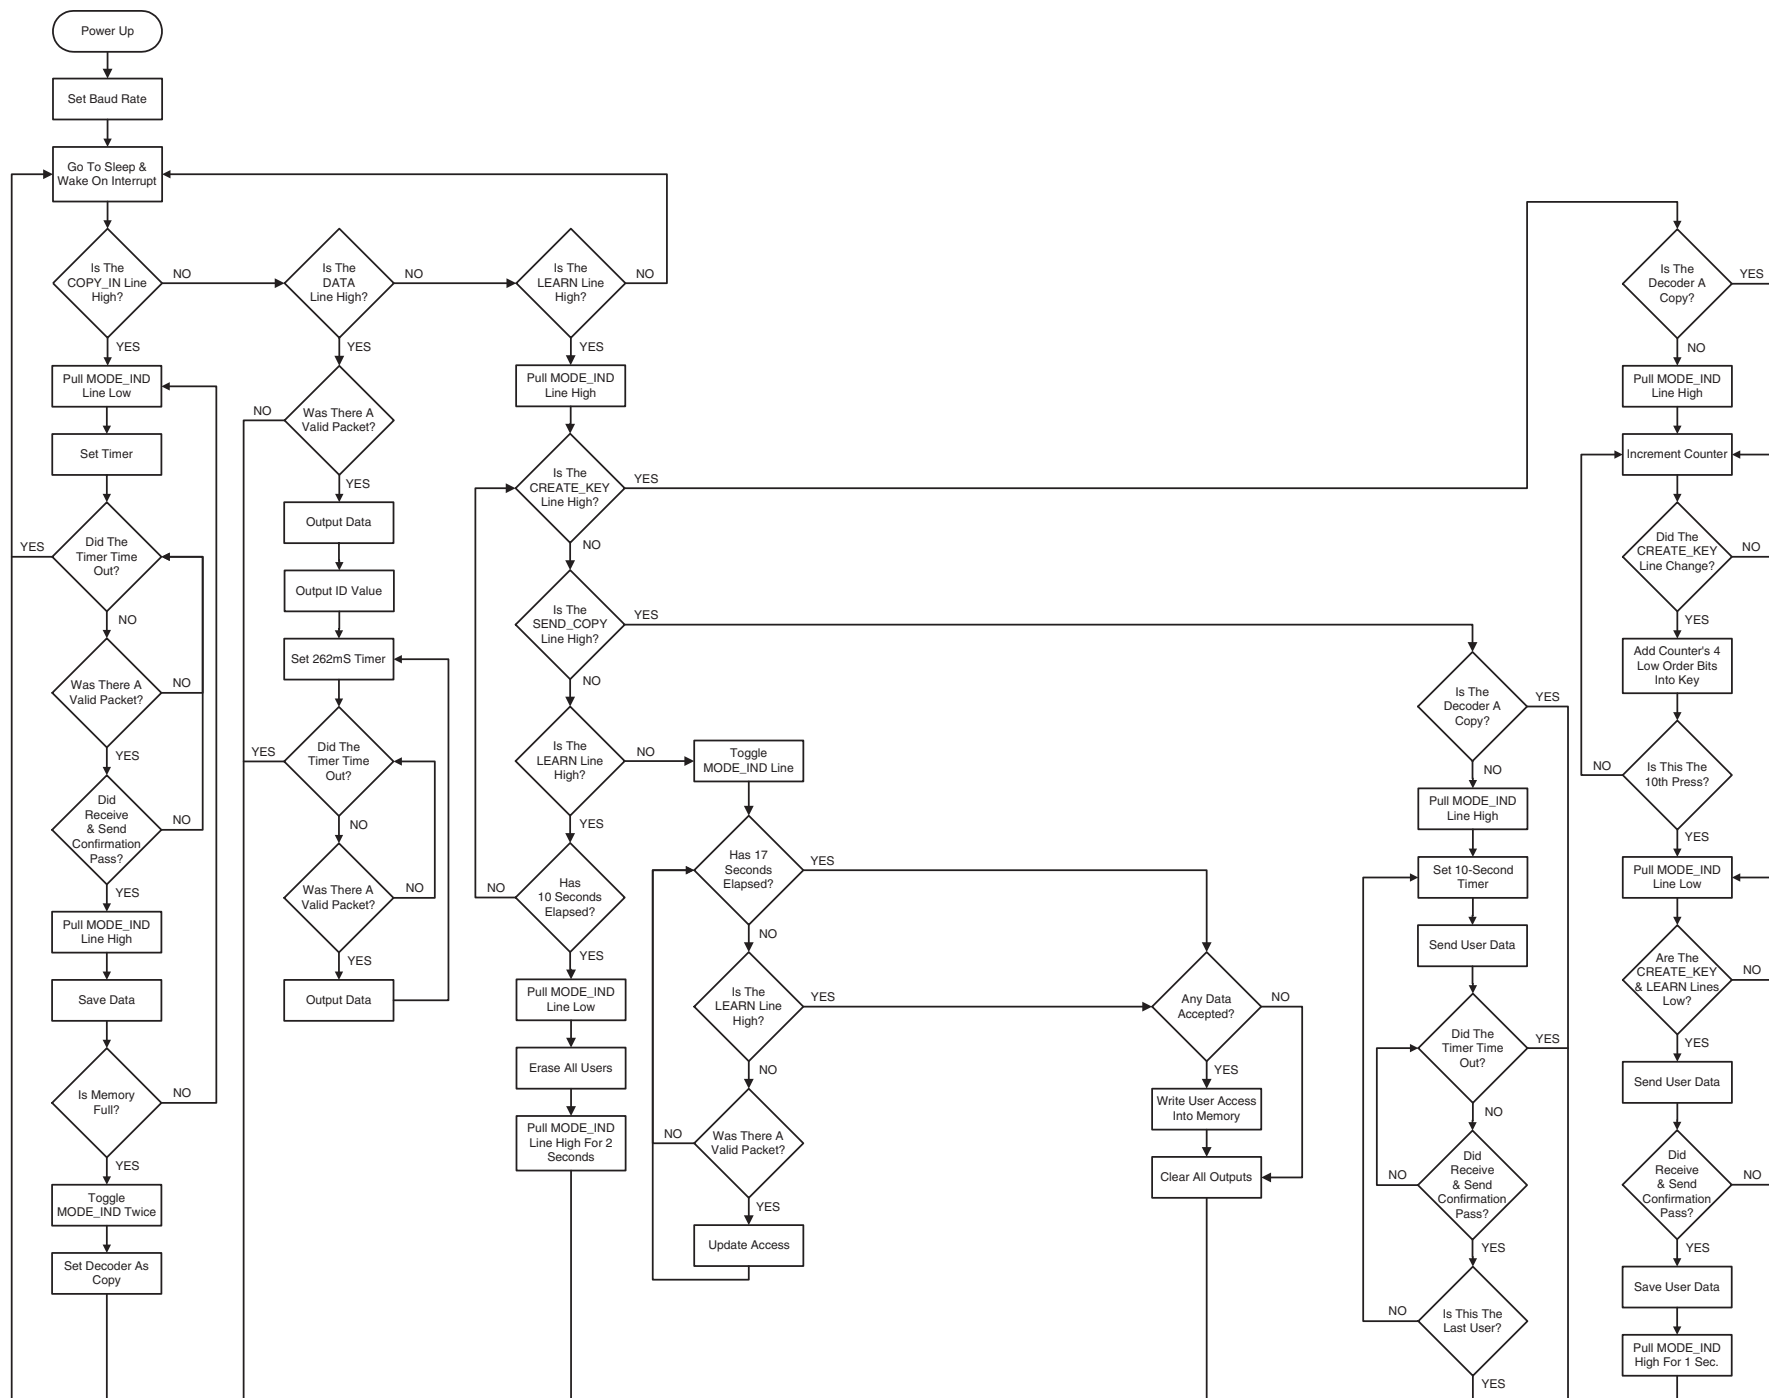 Power Up
Set Baud Rate
Go To Sleep &
Wake On Interrupt
Is The
COPY_IN Line
High?
NO
YES
Pull MODE_IND
Line Low
Set Timer
Did The
Timer Time
Out?
YES
NO
Was There A
Valid Packet?
NO
YES
Did
Receive
& Send
Confirmation
Pass?
NO
YES
Pull MODE_IND
Line High
Save Data
Is Memory
Full?
NO
YES
Toggle
MODE_IND Twice
Set Decoder As
Copy
Is The
DATA
Line High?
NO
YES
Was There A
Valid Packet?
NO
YES
Output Data
Output ID Value
Set 262mS Timer
Did The
Timer Time
Out?
YES
NO
Was There A
Valid Packet?
NO
YES
Output Data
Is The
LEARN Line
High?
NO
YES
Pull MODE_IND
Line High
Is The
CREATE_KEY
Line High?
YES
NO
Is The
SEND_COPY
Line High?
YES
NO
Is The
LEARN Line
High?
NO
YES
Has
10 Seconds
Elapsed?
NO
YES
Pull MODE_IND
Line Low
Erase All Users
Pull MODE_IND
Line High For 2
Seconds
Toggle
MODE_IND Line
Has 17
Seconds
Elapsed?
YES
NO
Is The
LEARN Line
High?
YES
NO
Was There A
Valid Packet?
NO
YES
Update Access
Any Data
Accepted?
NO
YES
Write User Access
Into Memory
Clear All Outputs
Is The
Decoder A
Copy?
YES
NO
Pull MODE_IND
Line High
Set 10-Second
Timer
Send User Data
Did The
Timer Time
Out?
YES
NO
Did
Receive
& Send
Confirmation
Pass?
NO
YES
Is This The
Last User?
NO
YES
Is The
Decoder A
Copy?
YES
NO
Pull MODE_IND
Line High
Increment Counter
Did The
CREATE_KEY
Line Change?
NO
YES
Add Counter's 4
Low Order Bits
Into Key
Is This The
10th Press?
NO
YES
Pull MODE_IND
Line Low
Are The
CREATE_KEY
& LEARN Lines
Low?
NO
YES
Send User Data
Did
Receive
& Send
Confirmation
Pass?
NO
YES
Save User Data
Pull MODE_IND
High For 1 Sec.